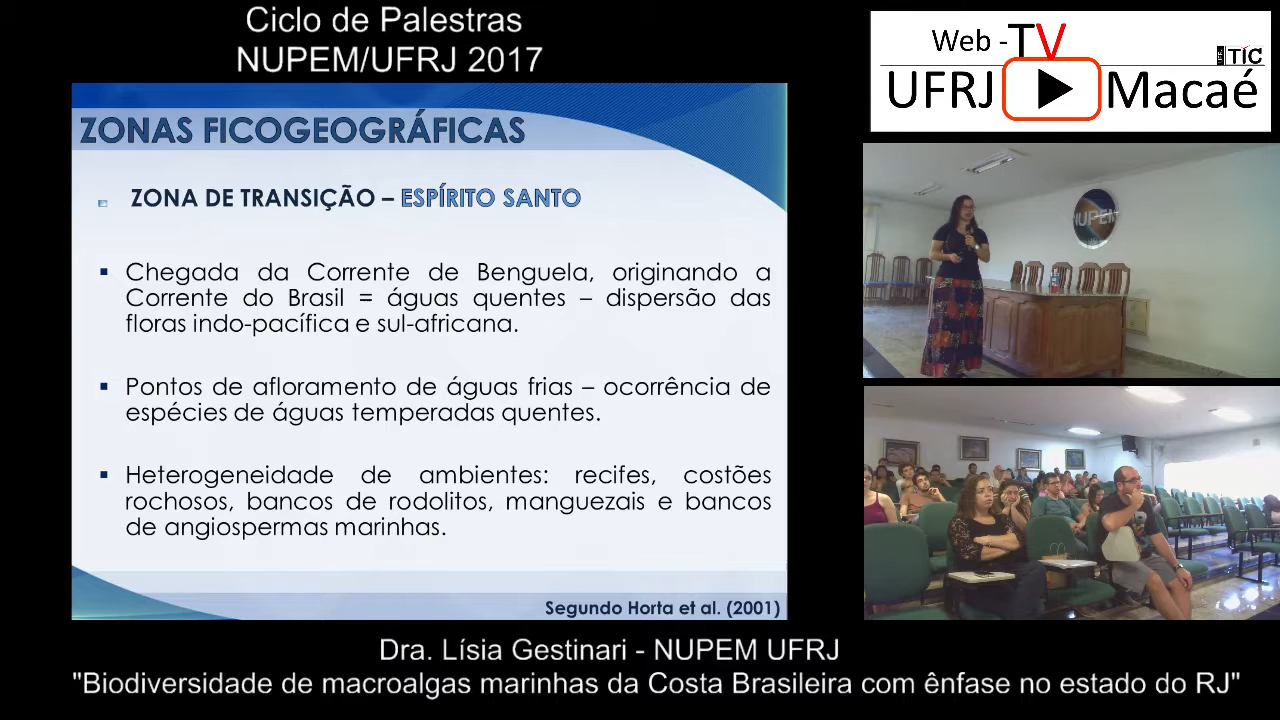 Ciclo de Palestras
NUPEM/UFRJ 2017
Web -TV
TIC
UFRJ Macaé
ZONAS FICOGEOGRÁFICAS
ZONA DE TRANSIÇÃO – ESPÍRITO SANTO
Chegada da Corrente de Benguela, originando a
Corrente do Brasil = águas quentes – dispersão das
floras indo-pacífica e sul-africana.
Pontos de afloramento de águas frias – ocorrência de
espécies de águas temperadas quentes.
Heterogeneidade de ambientes: recifes, costões
rochosos, bancos de rodolitos, manguezais e bancos
de angiospermas marinhas.
Segundo Horta et al. (2001)
NUPEM
Dra. Lísia Gestinari - NUPEM UFRJ
"Biodiversidade de macroalgas marinhas da Costa Brasileira com ênfase no estado do RJ"